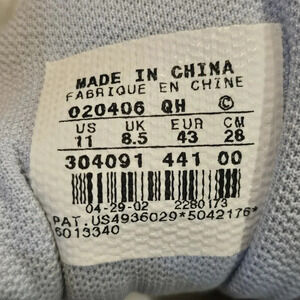 MADE IN CHINA
FABRIQUE EN CHINE
020406 QH ©
US UK EUR CM
11 8.5 43 28
304091 441 00
04-29-02 2280173
PAT.US4936029*5042176*
6013340